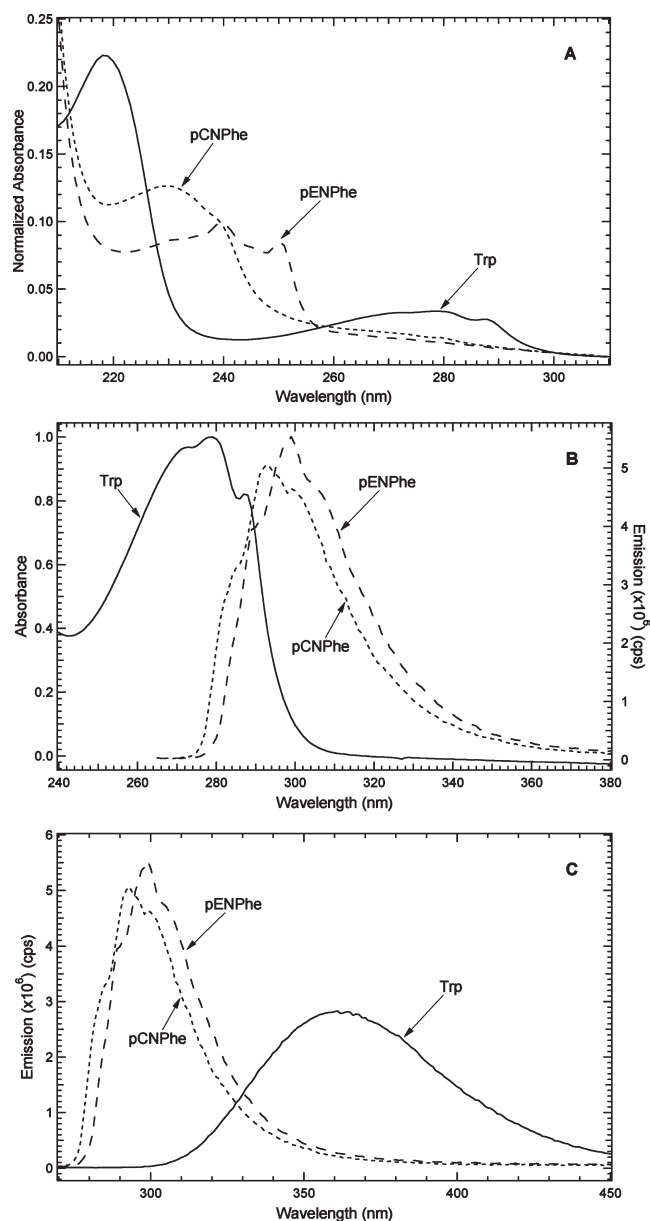 0.25
A
0.20
pCNPhe
0.15
pENPhe
Normalized Absorbance
0.10
Trp
0.05
0.00
220 240 260 280 300
Wavelength (nm)
1.0
B
Trp
pENPhe
5
0.8
4
0.6
3
Absorbance
Emission (x10⁶) (cps)
pCNPhe
0.4
2
0.2
1
0.0
0
240 260 280 300 320 340 360 380
Wavelength (nm)
6
C
5
pENPhe
4
Trp
3
Emission (x10⁶) (cps)
pCNPhe
2
1
0
300 350 400 450
Wavelength (nm)